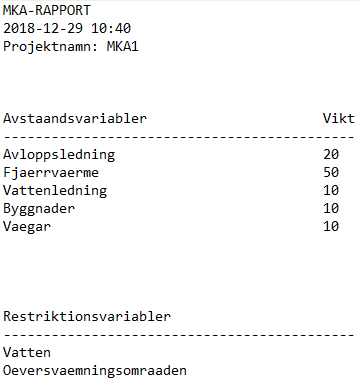 MKA-RAPPORT
2018-12-29 10:40
Projektnamn: MKA1
Avstaandsvariabler Vikt
--------------------------------------------
Avloppsledning 20
Fjaerrvaerme 50
Vattenledning 10
Byggnader 10
Vaegar 10
Restriktionsvariabler
--------------------------------------------
Vatten
Oeversvaemningsomraaden